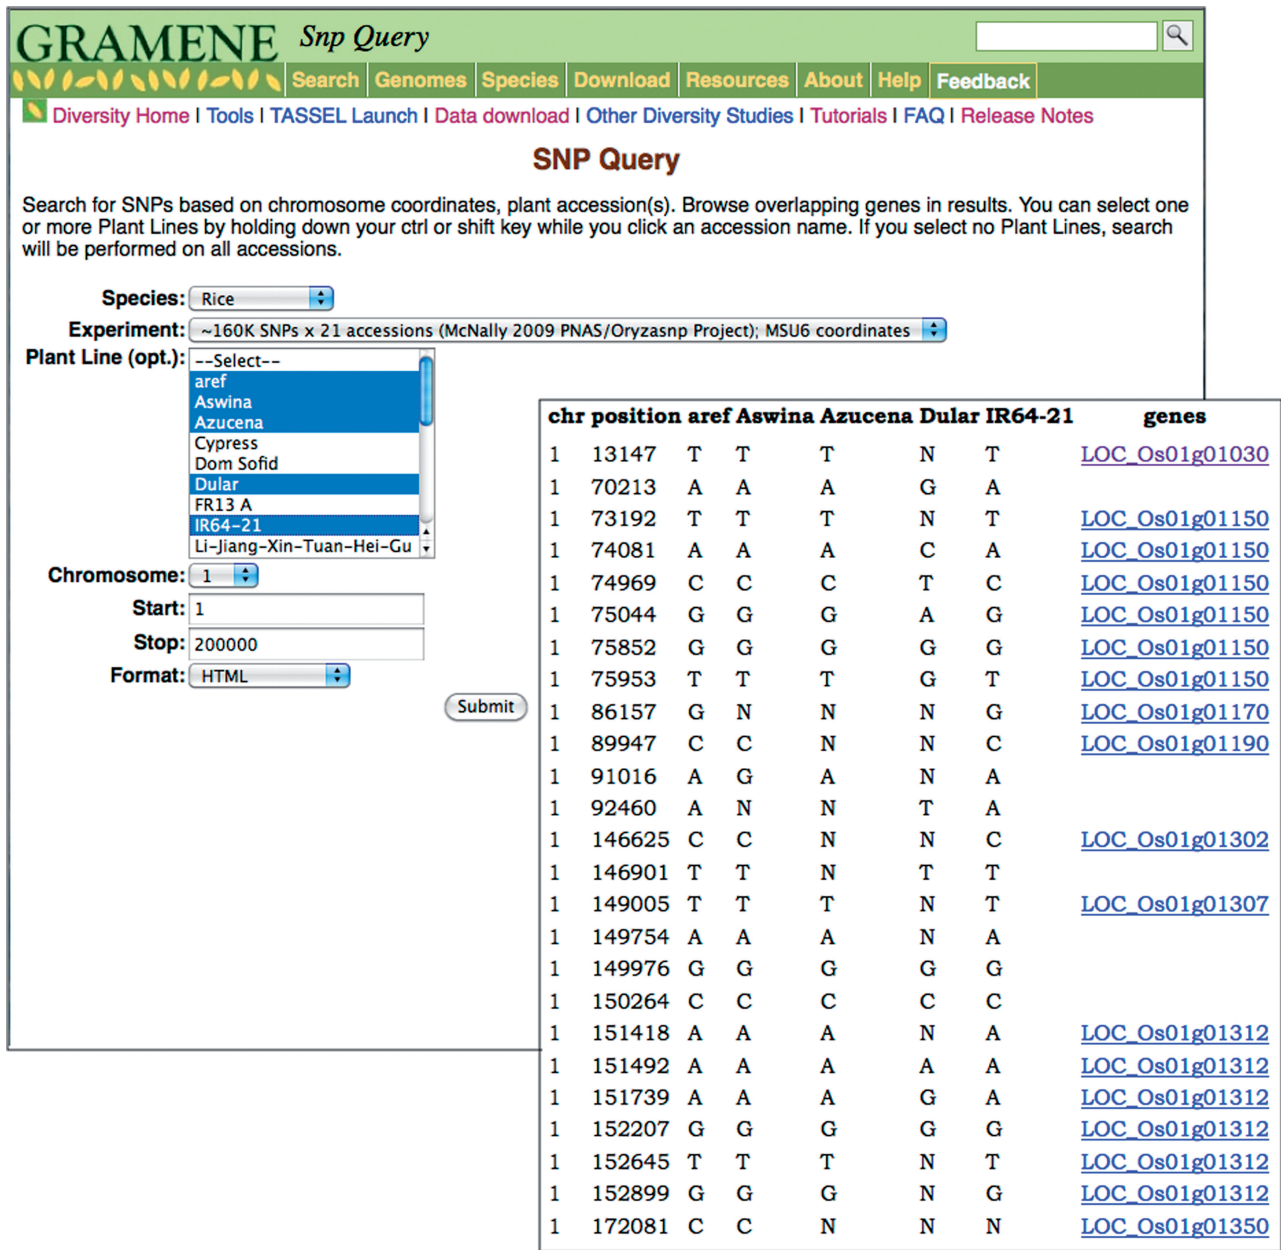 GRAMENE Snp Query
Search Genomes Species Download Resources About Help Feedback
Diversity Home | Tools | TASSEL Launch | Data download | Other Diversity Studies | Tutorials | FAQ | Release Notes
SNP Query
Search for SNPs based on chromosome coordinates, plant accession(s). Browse overlapping genes in results. You can select one
or more Plant Lines by holding down your ctrl or shift key while you click an accession name. If you select no Plant Lines, search
will be performed on all accessions.
Species: Rice
Experiment: ~160K SNPs x 21 accessions (McNally 2009 PNAS/Oryzasnp Project); MSU6 coordinates
Plant Line (opt.): --Select--
aref
Aswina
Azucena
Cypress
Dom Sofid
Dular
FR13 A
IR64-21
Li-Jiang-Xin-Tuan-Hei-Gu
Chromosome: 1
Start: 1
Stop: 200000
Format: HTML
Submit
chr position aref Aswina Azucena Dular IR64-21 genes
1 13147 T T T N T LOC_Os01g01030
1 70213 A A A G A
1 73192 T T T N T LOC_Os01g01150
1 74081 A A A C A LOC_Os01g01150
1 74969 C C C T C LOC_Os01g01150
1 75044 G G G A G LOC_Os01g01150
1 75852 G G G G G LOC_Os01g01150
1 75953 T T T G T LOC_Os01g01150
1 86157 G N N N G LOC_Os01g01170
1 89947 C C N N C LOC_Os01g01190
1 91016 A G A N A
1 92460 A N N T A
1 146625 C C N N C LOC_Os01g01302
1 146901 T T N T T
1 149005 T T T N T LOC_Os01g01307
1 149754 A A A N A
1 149976 G G G G G
1 150264 C C C C C
1 151418 A A A N A LOC_Os01g01312
1 151492 A A A A A LOC_Os01g01312
1 151739 A A A G A LOC_Os01g01312
1 152207 G G G G G LOC_Os01g01312
1 152645 T T T N T LOC_Os01g01312
1 152899 G G G N G LOC_Os01g01312
1 172081 C C N N N LOC_Os01g01350